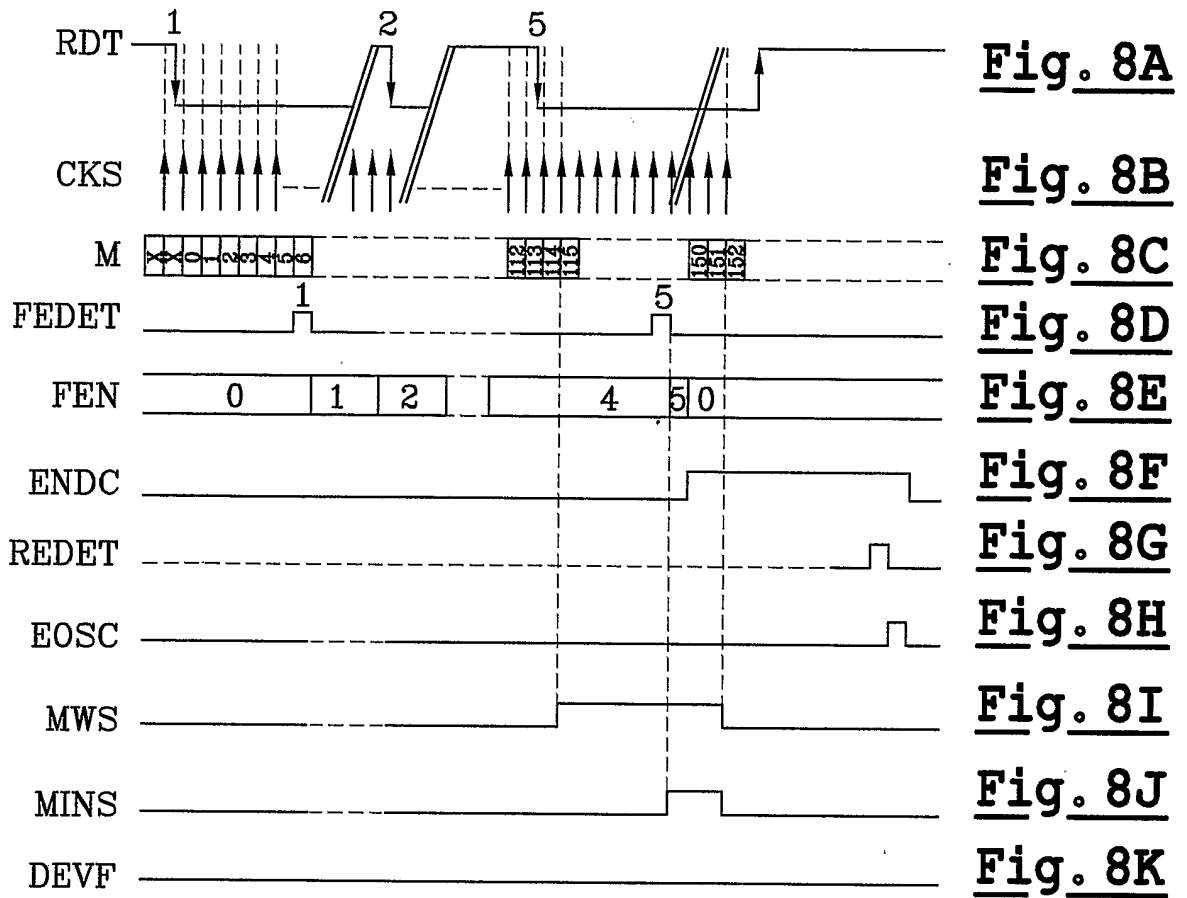 1 2 5
RDT Fig. 8A
CKS Fig. 8B
M X X 0 1 2 3 4 5 6 112 113 114 115 150 151 152 Fig. 8C
1 5
FEDET Fig. 8D
FEN 0 1 2 4 5 0 Fig. 8E
ENDC Fig. 8F
REDET Fig. 8G
EOSC Fig. 8H
MWS Fig. 8I
MINS Fig. 8J
DEVF Fig. 8K